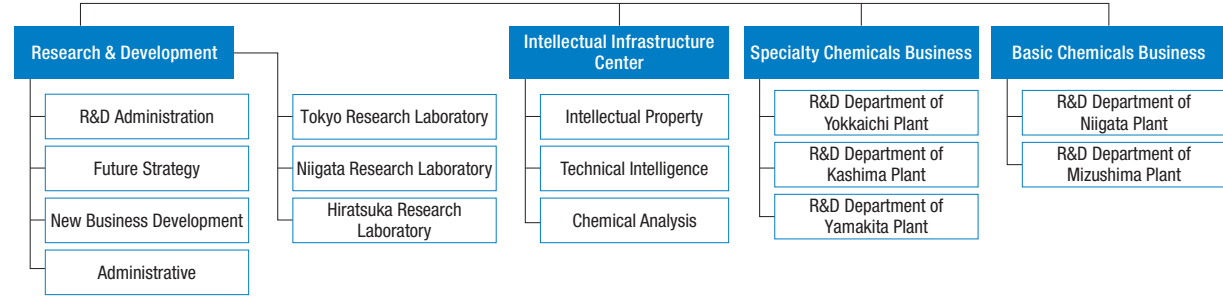 Research & Development
R&D Administration
Future Strategy
New Business Development
Administrative
Tokyo Research Laboratory
Niigata Research Laboratory
Hiratsuka Research
Laboratory
Intellectual Infrastructure
Center
Intellectual Property
Technical Intelligence
Chemical Analysis
Specialty Chemicals Business
R&D Department of
Yokkaichi Plant
R&D Department of
Kashima Plant
R&D Department of
Yamakita Plant
Basic Chemicals Business
R&D Department of
Niigata Plant
R&D Department of
Mizushima Plant